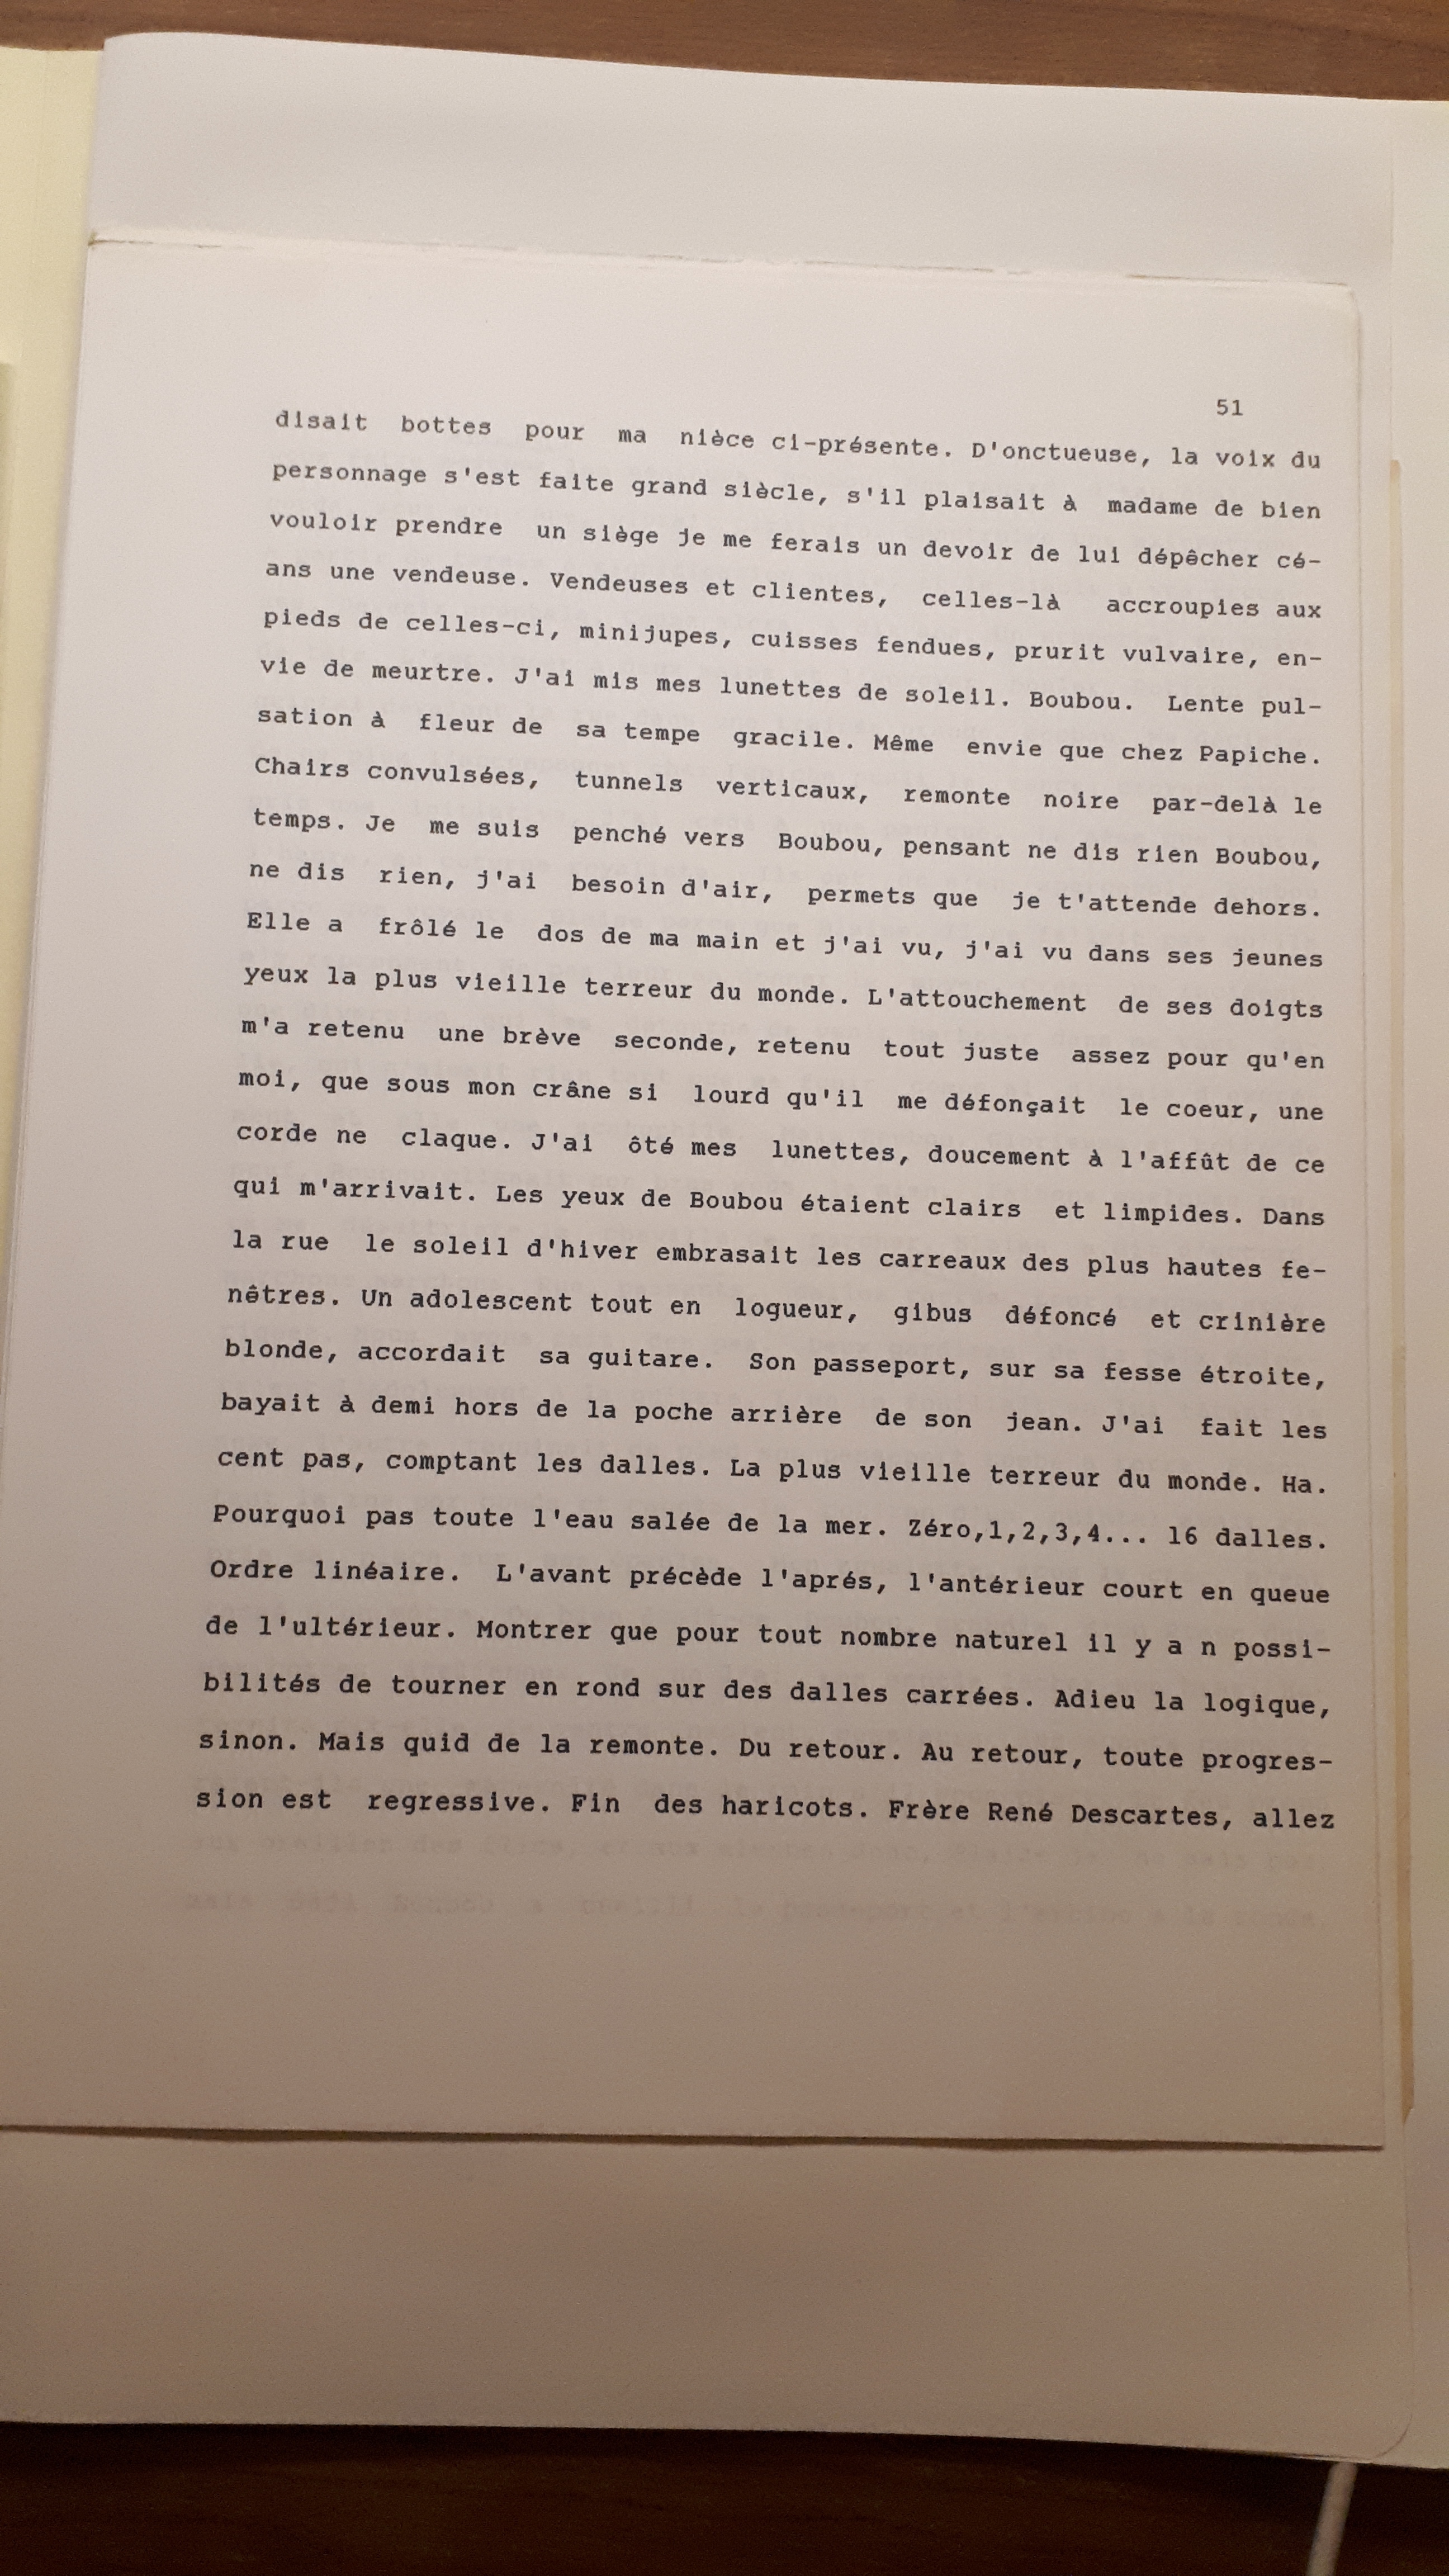 51
disait bottes pour ma nièce ci-présente. D'onctueuse, la voix du
personnage s'est faite grand siècle, s'il plaisait à madame de bien
vouloir prendre un siège je me ferais un devoir de lui dépêcher cé-
ans une vendeuse. Vendeuses et clientes, celles-là accroupies aux
pieds de celles-ci, minijupes, cuisses fendues, prurit vulvaire, en-
vie de meurtre. J'ai mis mes lunettes de soleil. Boubou. Lente pul-
sation à fleur de sa tempe gracile. Même envie que chez Papiche.
Chairs convulsées, tunnels verticaux, remonte noire par-delà le
temps. Je me suis penché vers Boubou, pensant ne dis rien Boubou,
ne dis rien, j'ai besoin d'air, permets que je t'attende dehors.
Elle a frôlé le dos de ma main et j'ai vu, j'ai vu dans ses jeunes
yeux la plus vieille terreur du monde. L'attouchement de ses doigts
m'a retenu une brève seconde, retenu tout juste assez pour qu'en
moi, que sous mon crâne si lourd qu'il me défonçait le coeur, une
corde ne claque. J'ai ôté mes lunettes, doucement à l'affût de ce
qui m'arrivait. Les yeux de Boubou étaient clairs et limpides. Dans
la rue le soleil d'hiver embrasait les carreaux des plus hautes fe-
nêtres. Un adolescent tout en logueur, gibus défoncé et crinière
blonde, accordait sa guitare. Son passeport, sur sa fesse étroite,
bayait à demi hors de la poche arrière de son jean. J'ai fait les
cent pas, comptant les dalles. La plus vieille terreur du monde. Ha.
Pourquoi pas toute l'eau salée de la mer. Zéro,1,2,3,4... 16 dalles.
Ordre linéaire. L'avant précède l'aprés, l'antérieur court en queue
de l'ultérieur. Montrer que pour tout nombre naturel il y a n possi-
bilités de tourner en rond sur des dalles carrées. Adieu la logique,
sinon. Mais quid de la remonte. Du retour. Au retour, toute progres-
sion est regressive. Fin des haricots. Frère René Descartes, allez